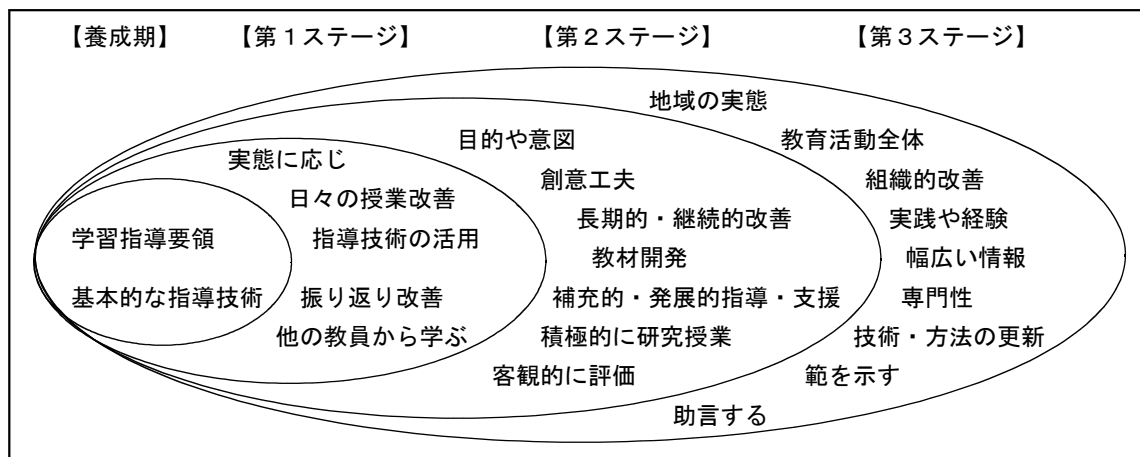 【養成期】
【第1ステージ】
【第2ステージ】
【第3ステージ】
学習指導要領
基本的な指導技術
実態に応じ
日々の授業改善
指導技術の活用
振り返り改善
他の教員から学ぶ
目的や意図
創意工夫
長期的・継続的改善
教材開発
補充的・発展的指導・支援
積極的に研究授業
客観的に評価
地域の実態
教育活動全体
組織的改善
実践や経験
幅広い情報
専門性
技術・方法の更新
範を示す
助言する